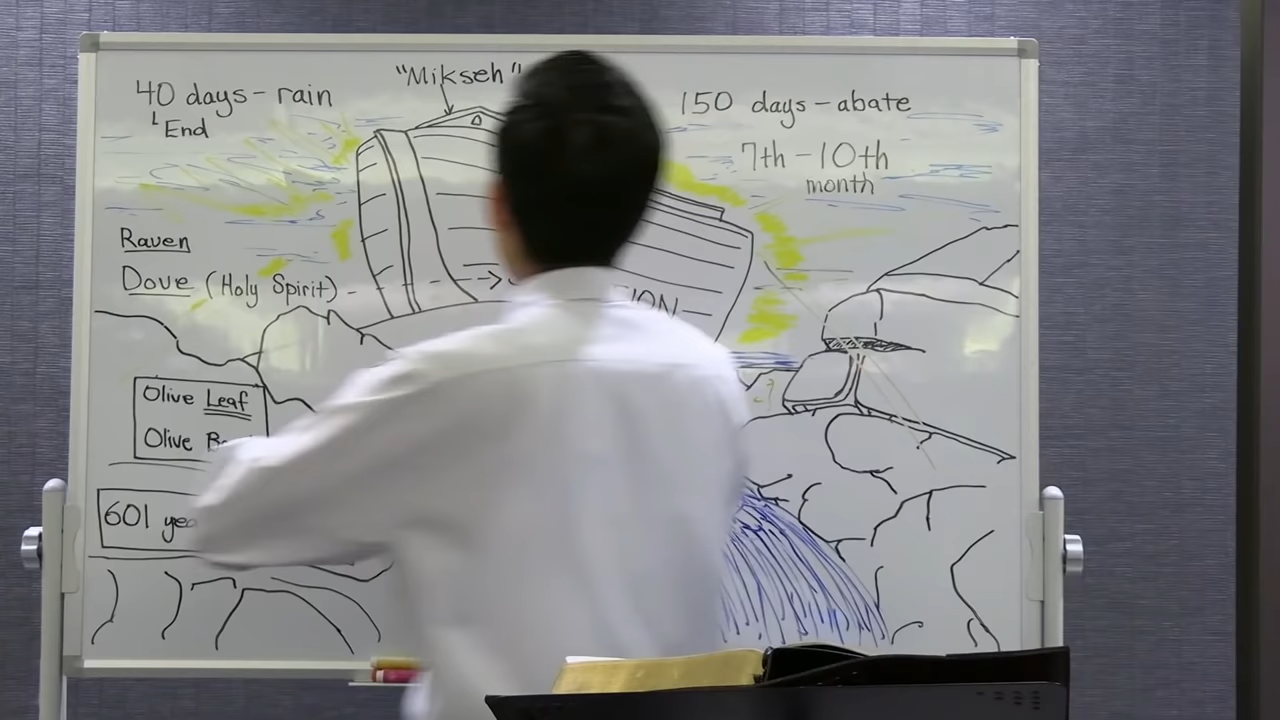 "Mikseh"
40 days - rain
End
150 days - abate
7th - 10th
month
Raven
Dove (Holy Spirit)
Olive Leaf
Olive
601